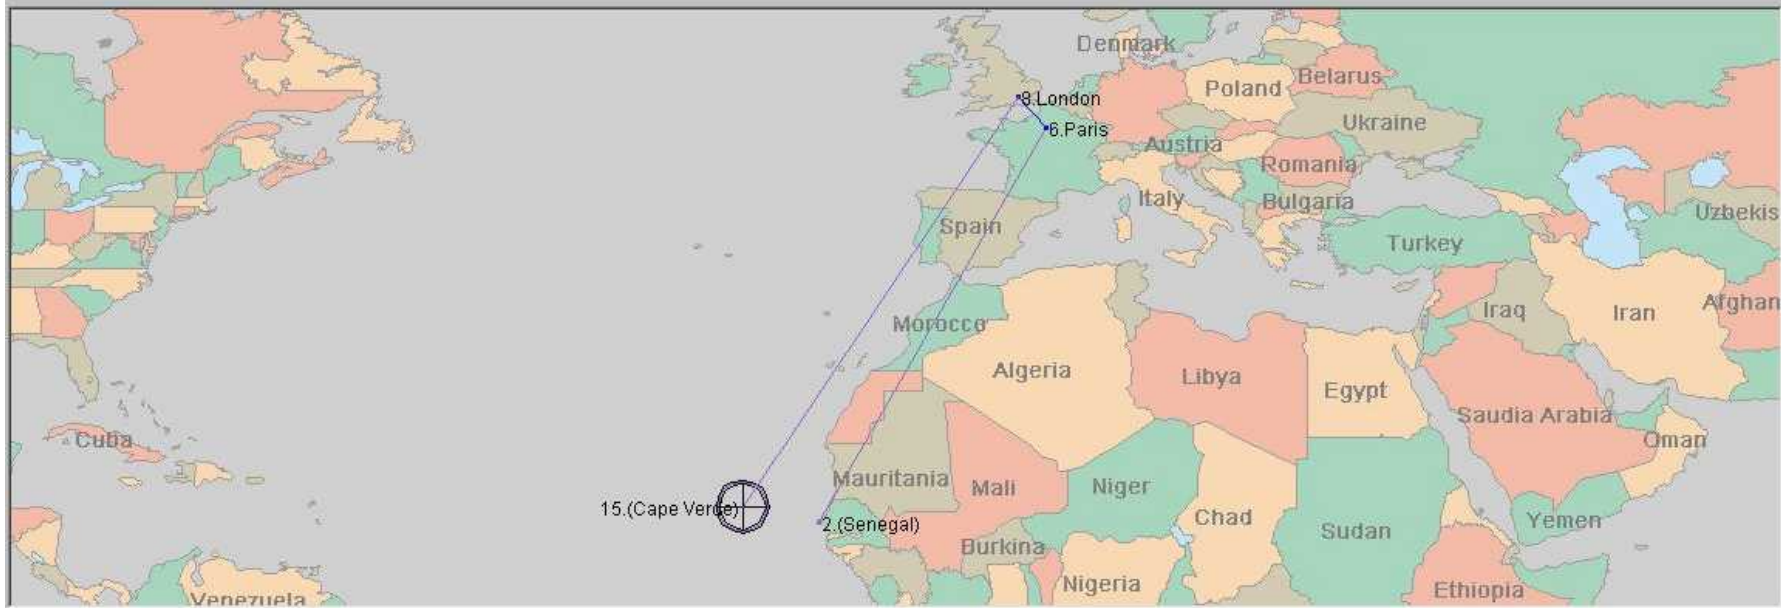 Denmark
Belarus
Poland
8.London
Ukraine
6.Paris
Austria
Romania
Italy
Bulgaria
Uzbekis
Spain
Turkey
Afghan
Iraq
Iran
Morocco
Algeria
Libya
Egypt
Saudia Arabia
Cuba
Oman
Mauritania
Mali
Niger
15.(Cape Verde)
Chad
Yemen
2.(Senegal)
Sudan
Burkina
Nigeria
Ethiopia
Venezuela